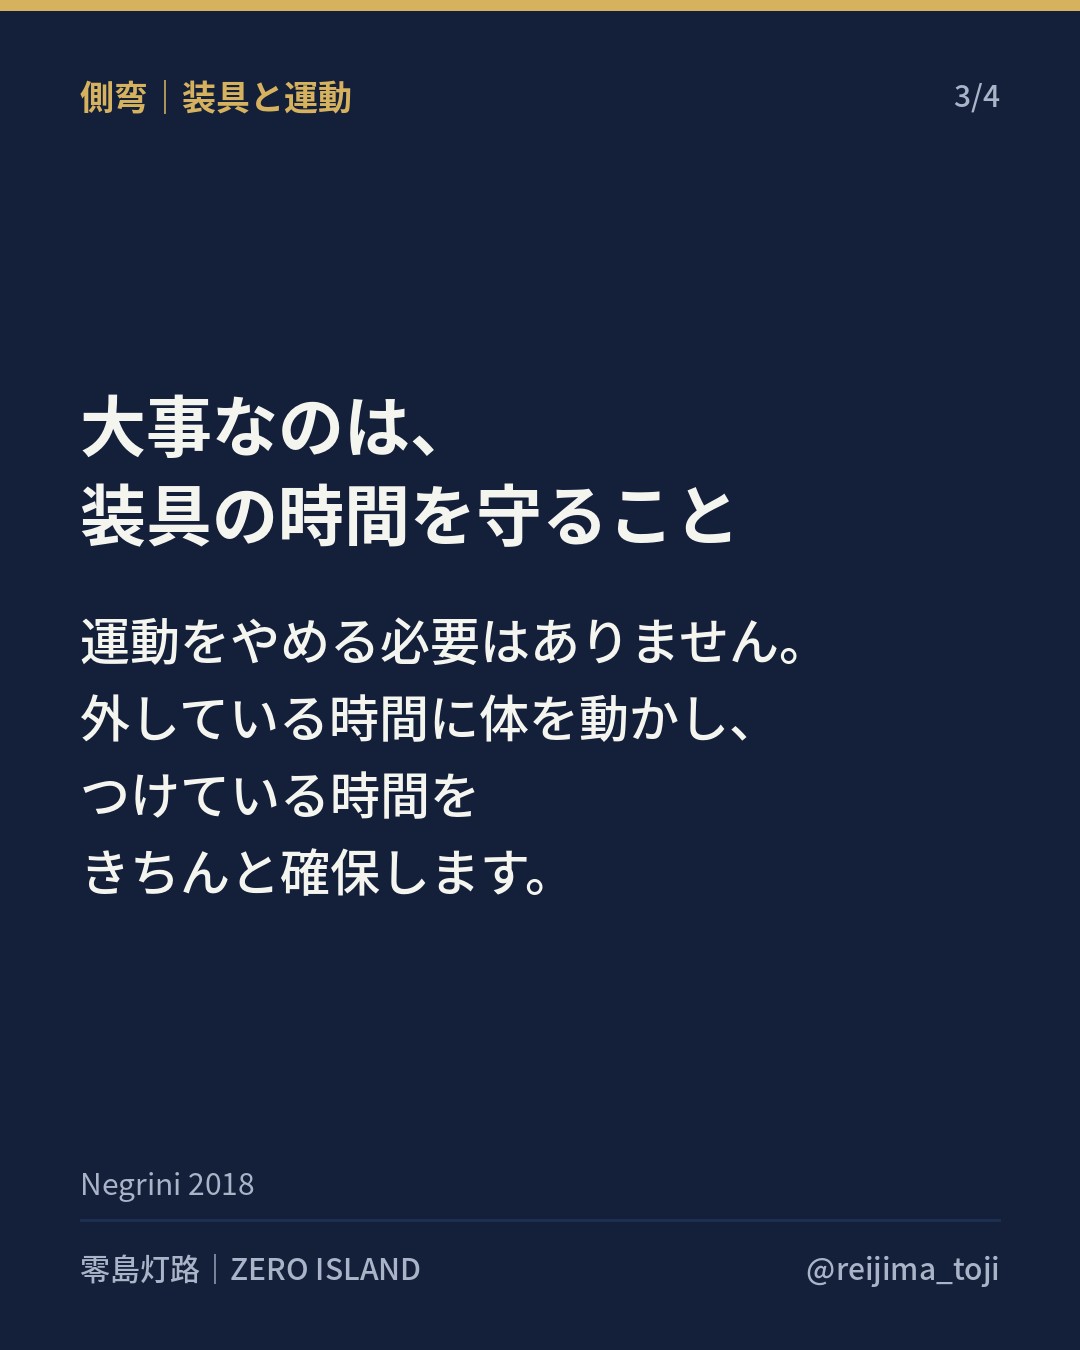 側弯｜装具と運動
3/4
大事なのは、
装具の時間を守ること
運動をやめる必要はありません。
外している時間に体を動かし、
つけている時間を
きちんと確保します。
Negrini 2018
零島灯路｜ZERO ISLAND
@reijima_toji